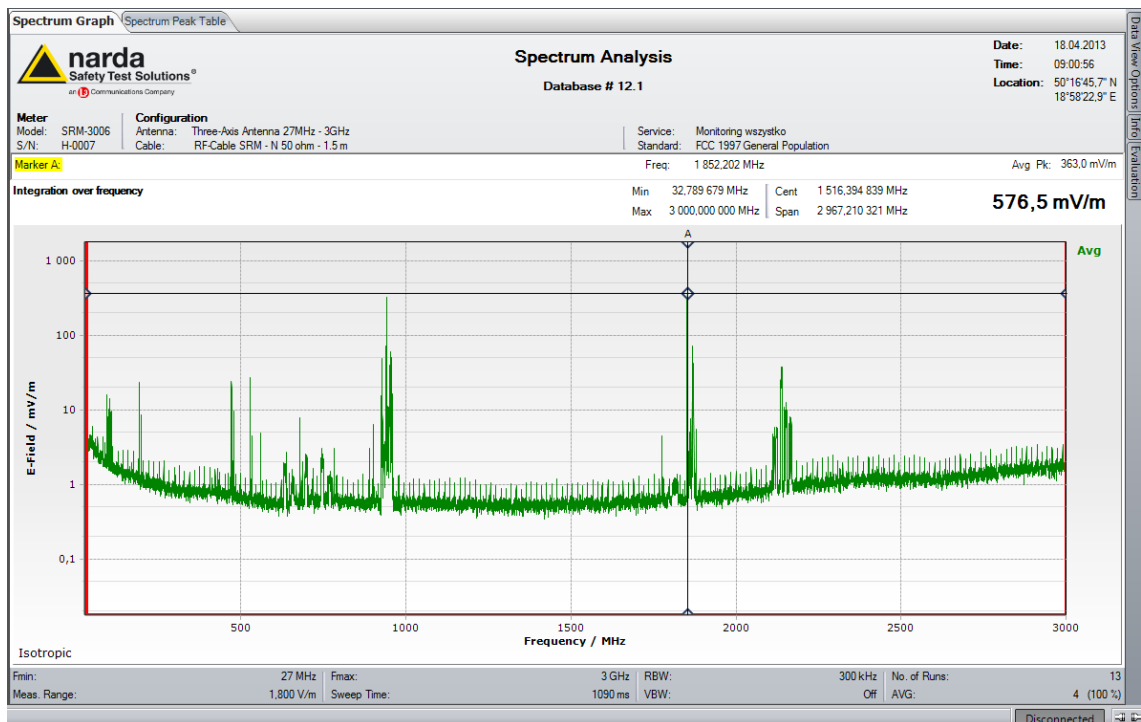 Spectrum Graph Spectrum Peak Table
narda
Safety Test Solutions®
an L3 Communications Company
Spectrum Analysis
Database # 12.1
Date: 18.04.2013
Time: 09:00:56
Location: 50°16'45,7" N
18°58'22,9" E
Meter
Model: SRM-3006
S/N: H-0007
Configuration
Antenna: Three-Axis Antenna 27MHz - 3GHz
Cable: RF-Cable SRM - N 50 ohm - 1.5 m
Service: Monitoring wszystko
Standard: FCC 1997 General Population
Marker A: Freq: 1 852,202 MHz Avg Pk: 363,0 mV/m
Integration over frequency
Min 32,789 679 MHz Cent 1 516,394 839 MHz
Max 3 000,000 000 MHz Span 2 967,210 321 MHz
576,5 mV/m
A
Avg
1 000
100
10
1
0,1
E-Field / mV/m
500 1000 1500 2000 2500 3000
Frequency / MHz
Isotropic
Fmin: 27 MHz Fmax: 3 GHz RBW: 300 kHz No. of Runs: 13
Meas. Range: 1,800 V/m Sweep Time: 1090 ms VBW: Off AVG: 4 (100 %)
Disconnected
Data View Options
Info
Evaluation